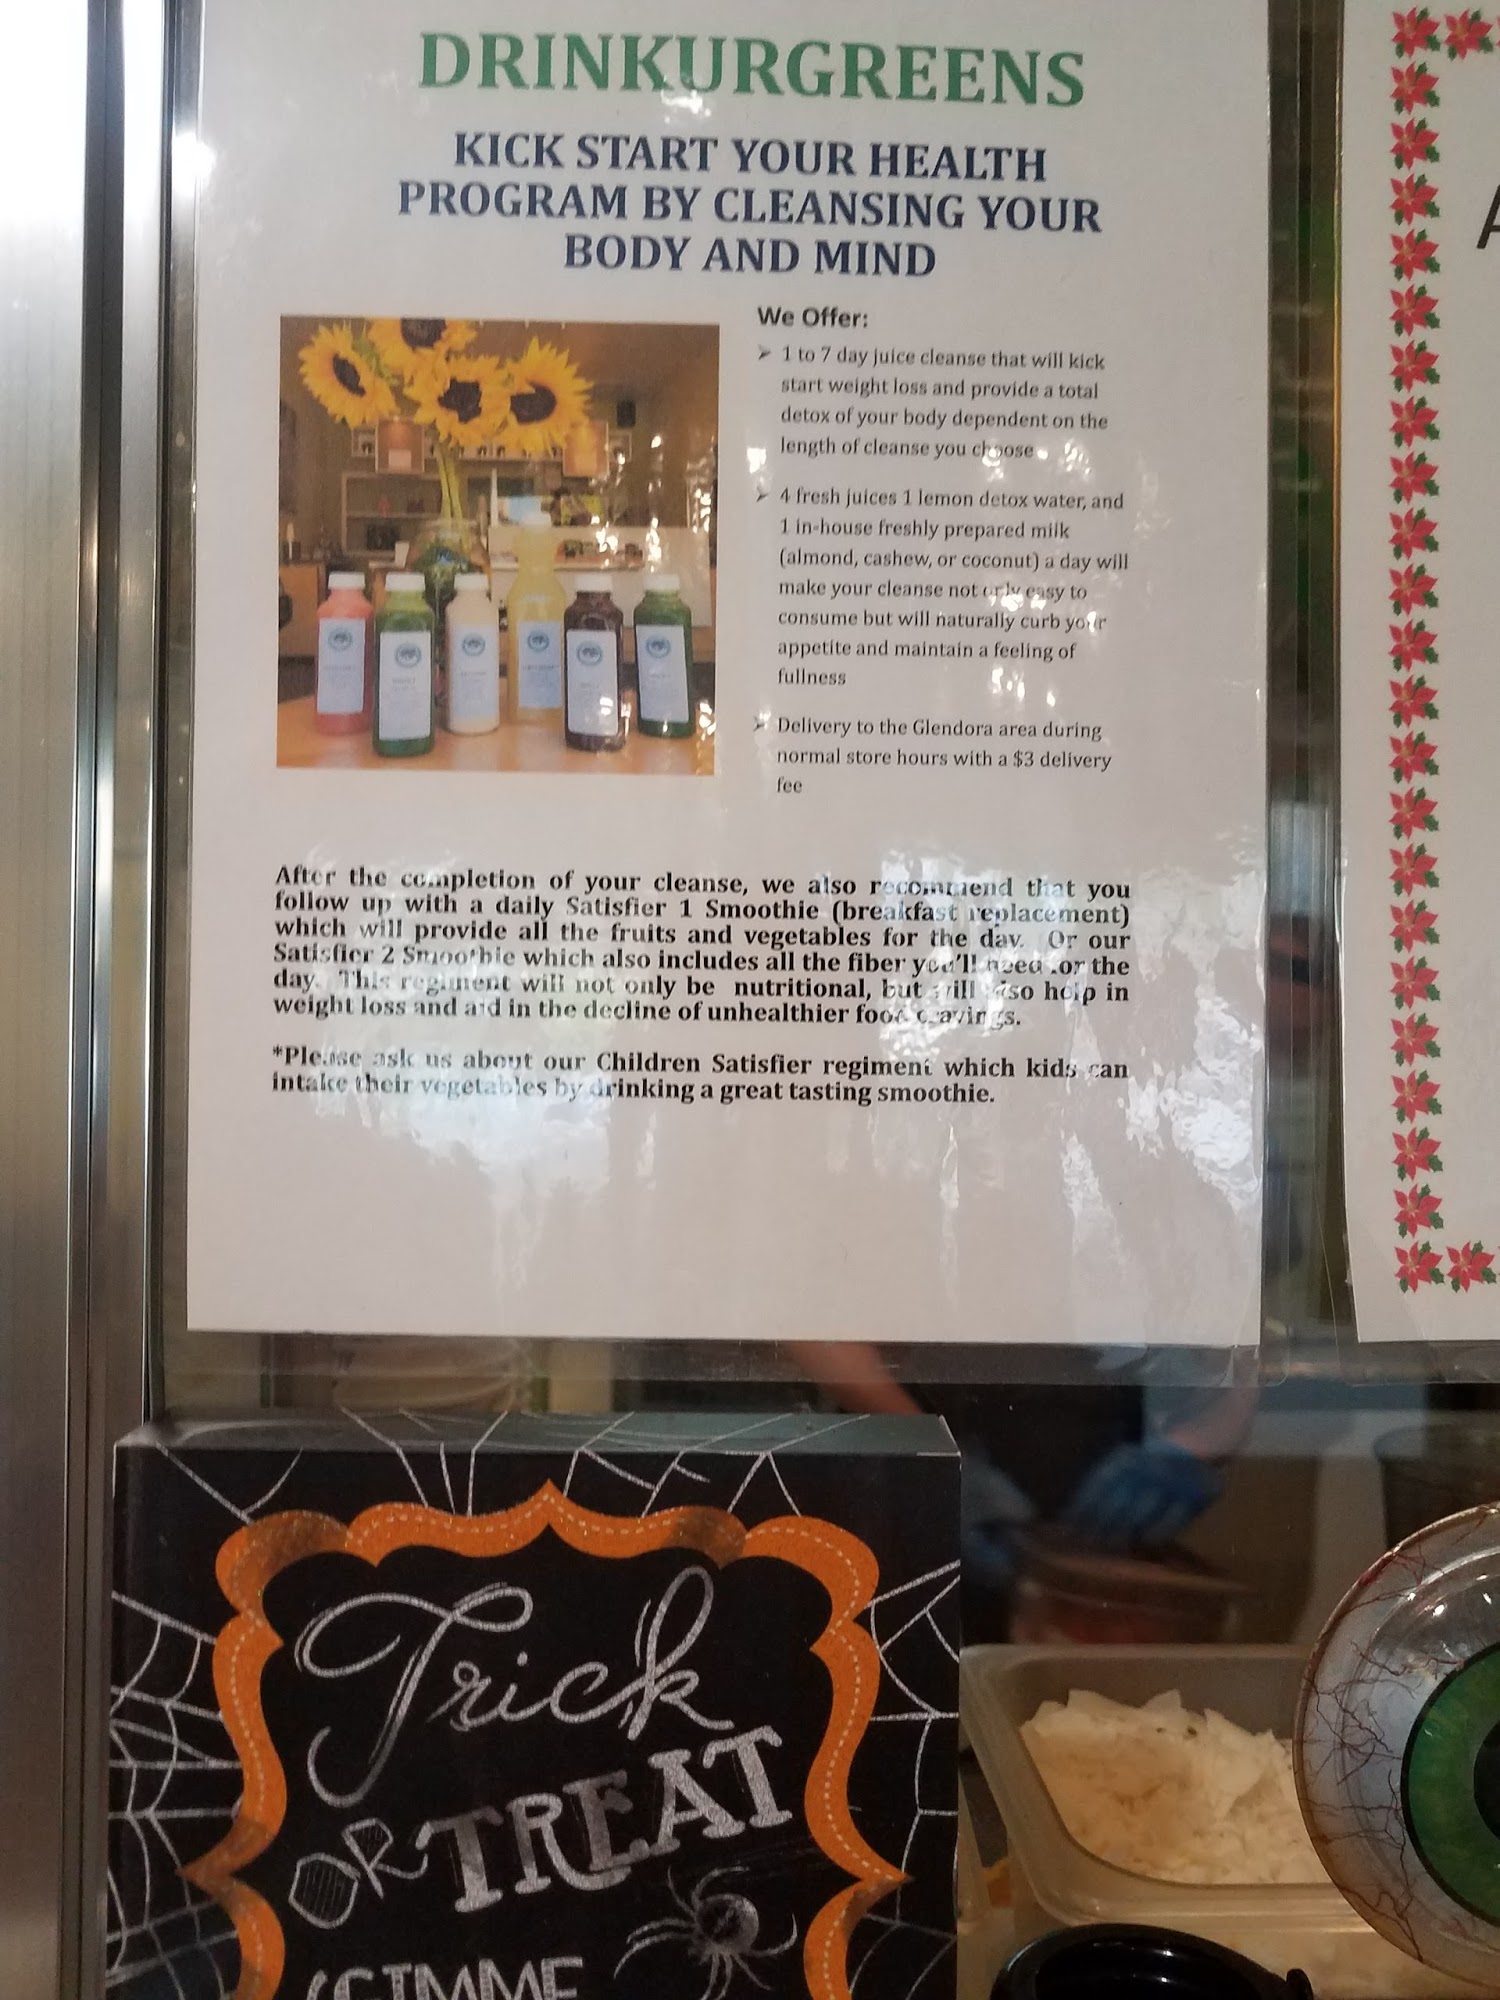 DRINKURGREENS
KICK START YOUR HEALTH
PROGRAM BY CLEANSING YOUR
BODY AND MIND
We Offer:
➢ 1 to 7 day juice cleanse that will kick
start weight loss and provide a total
detox of your body dependent on the
length of cleanse you choose
➢ 4 fresh juices 1 lemon detox water, and
1 in-house freshly prepared milk
(almond, cashew, or coconut) a day will
make your cleanse not only easy to
consume but will naturally curb your
appetite and maintain a feeling of
fullness
➢ Delivery to the Glendora area during
normal store hours with a $3 delivery
fee
After the completion of your cleanse, we also recommend that you
follow up with a daily Satisfier 1 Smoothie (breakfast replacement)
which will provide all the fruits and vegetables for the day. Or our
Satisfier 2 Smoothie which also includes all the fiber you'll need for the
day. This regiment will not only be nutritional, but will also help in
weight loss and aid in the decline of unhealthier food cravings.
*Please ask us about our Children Satisfier regiment which kids can
intake their vegetables by drinking a great tasting smoothie.
Trick
OR TREAT
GIMME